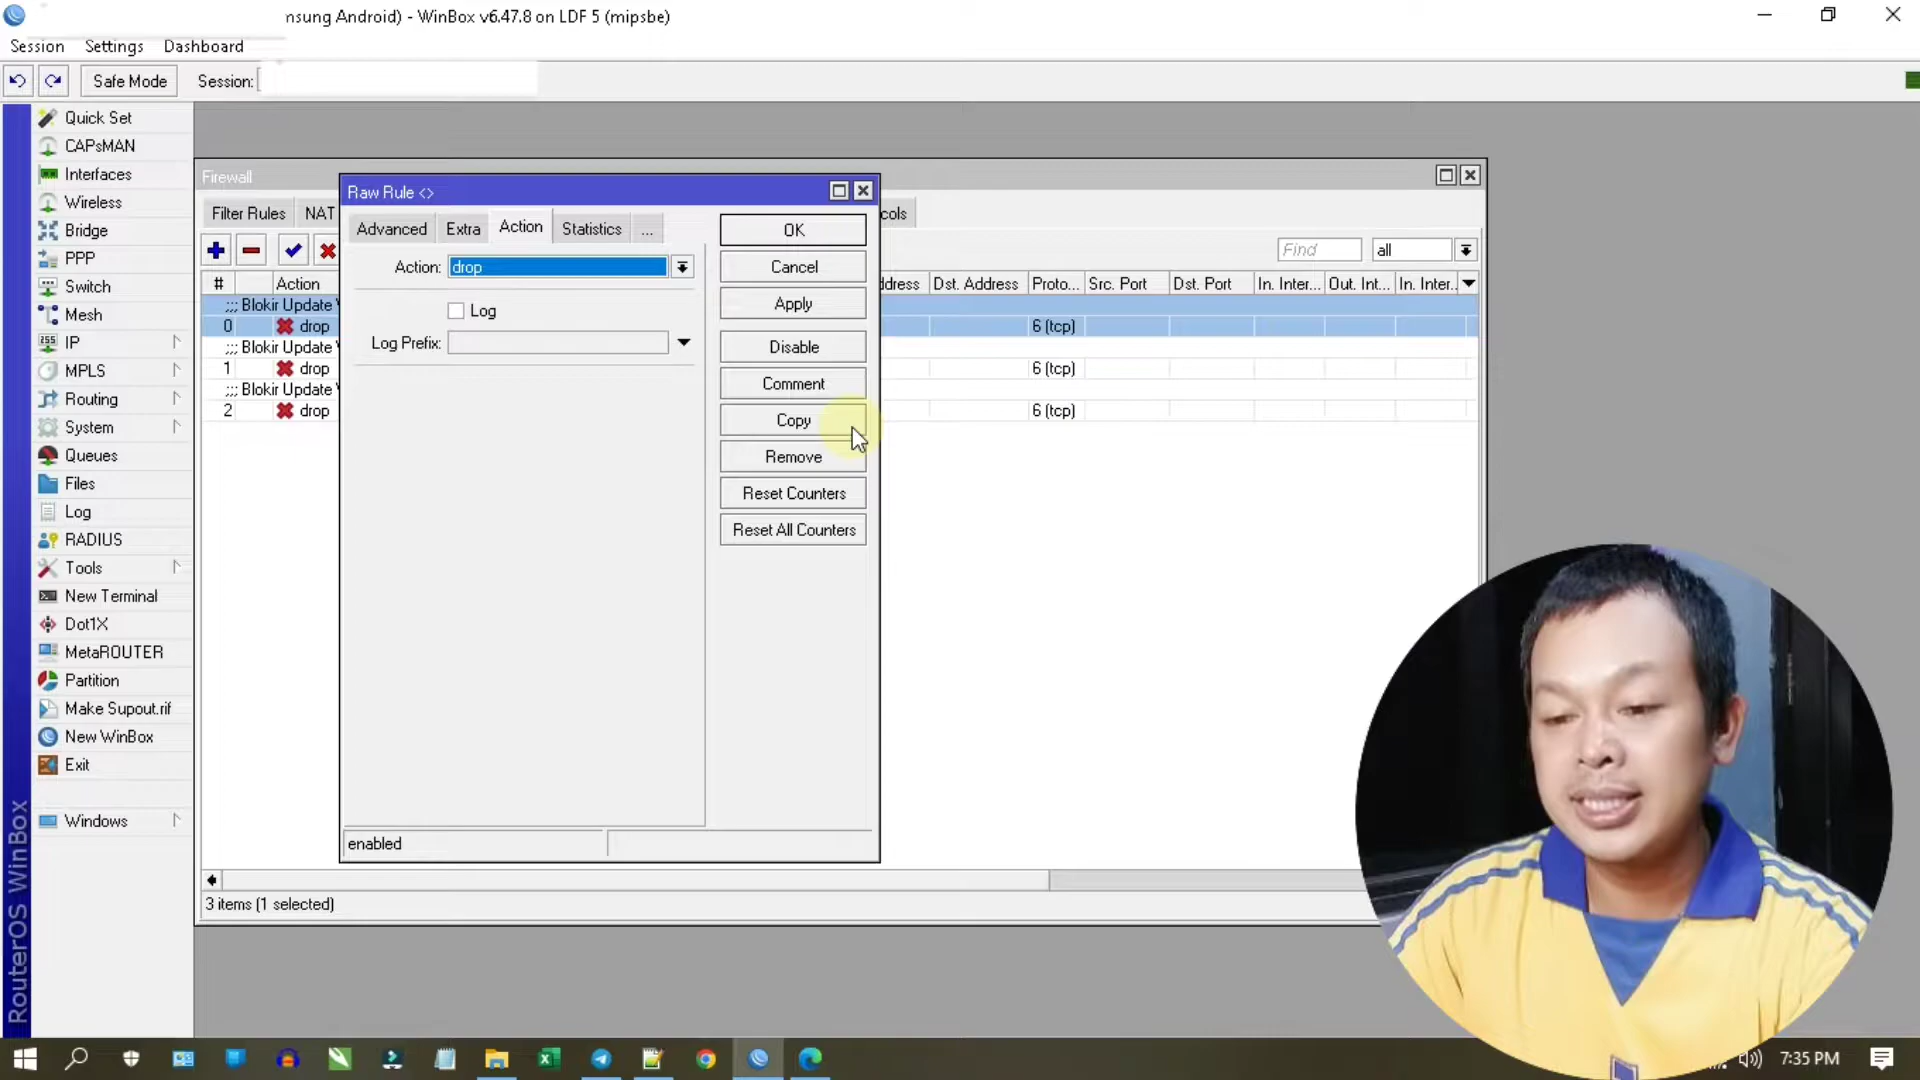 nsung Android) - WinBox v6.47.8 on LDF 5 (mipsbe)
Session Settings Dashboard
Safe Mode Session:
Quick Set
CAPsMAN
Interfaces
Wireless
Bridge
PPP
Switch
Mesh
IP
MPLS
Routing
System
Queues
Files
Log
RADIUS
Tools
New Terminal
Dot1X
MetaROUTER
Partition
Make Supout.rif
New WinBox
Exit
Windows
RouterOS WinBox
Firewall
Filter Rules NAT cols
Find all
# Action ddress Dst. Address Proto... Src. Port Dst. Port In. Inter... Out. Int... In. Inter..
;;; Blokir Update
0 drop 6 (tcp)
;;; Blokir Update
1 drop 6 (tcp)
;;; Blokir Update
2 drop 6 (tcp)
3 items (1 selected)
Raw Rule <>
Advanced Extra Action Statistics ...
Action: drop
Log
Log Prefix:
OK
Cancel
Apply
Disable
Comment
Copy
Remove
Reset Counters
Reset All Counters
enabled
7:35 PM